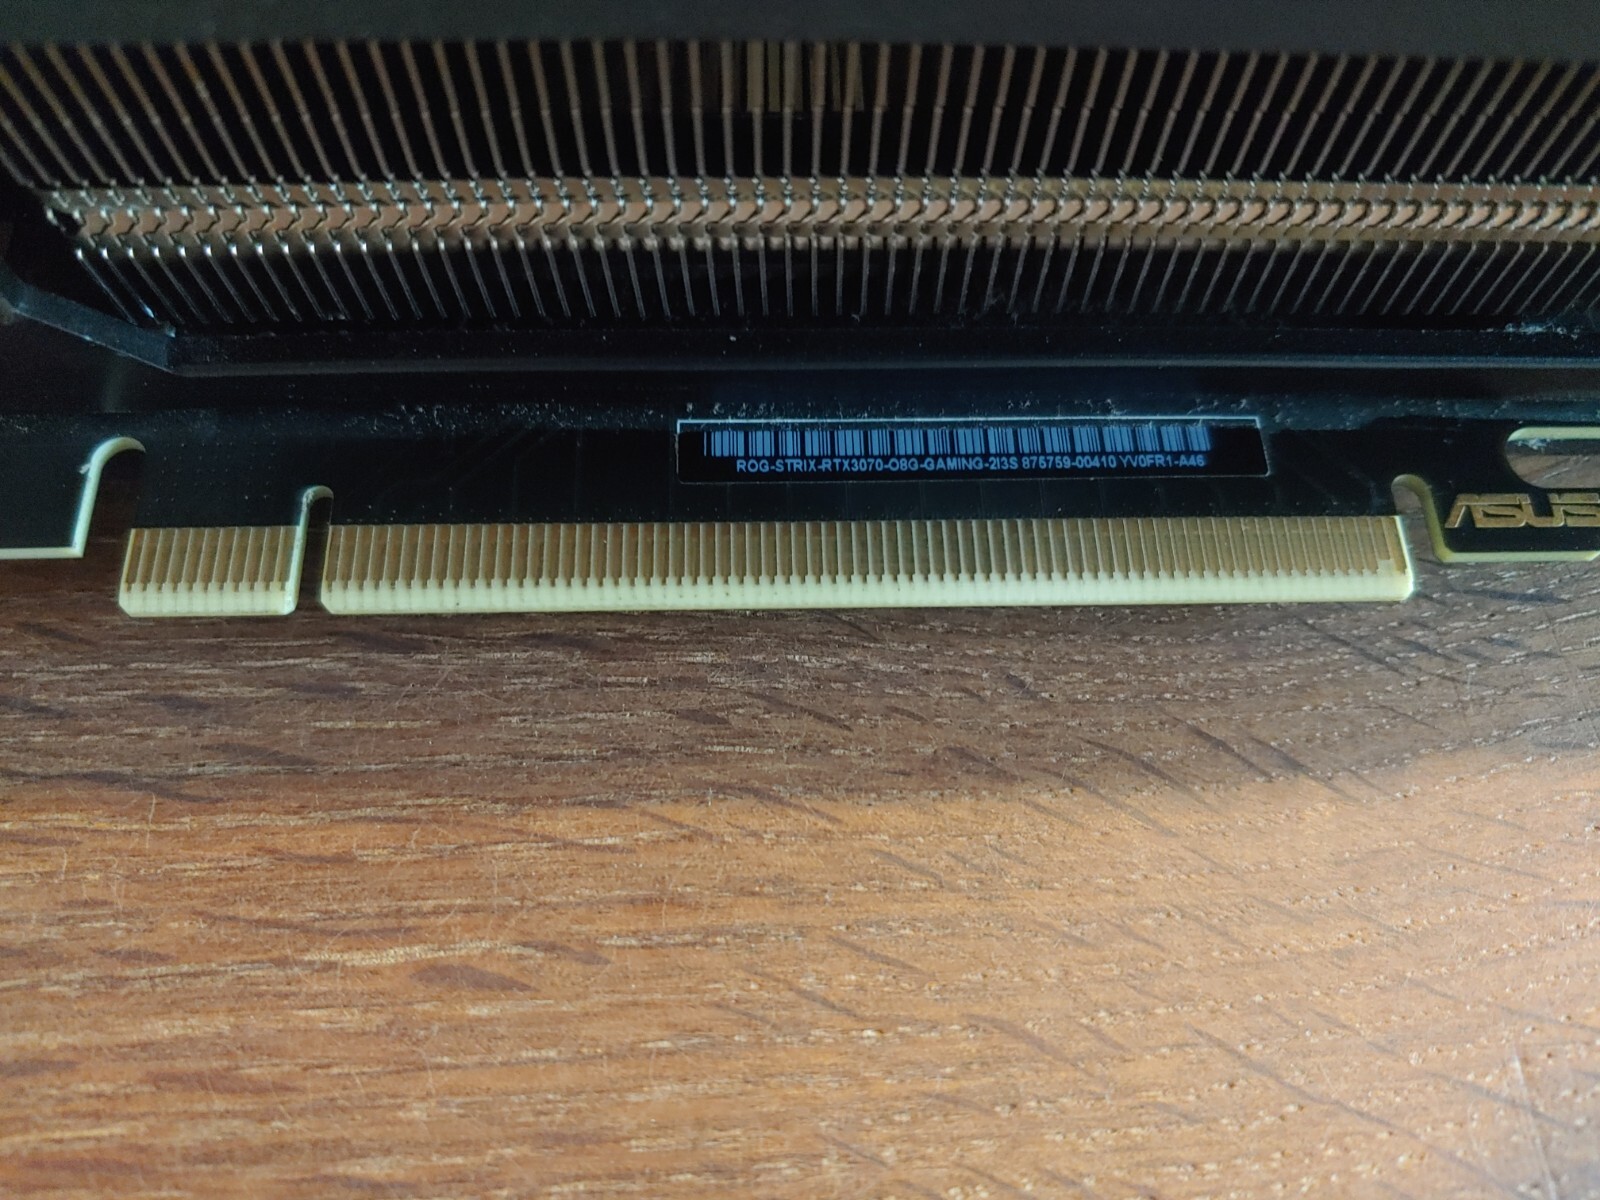 ROG-STRIX-RTX3070-O8G-GAMING-2I3S 875759-00410 YV0FR1-A46
ASUS